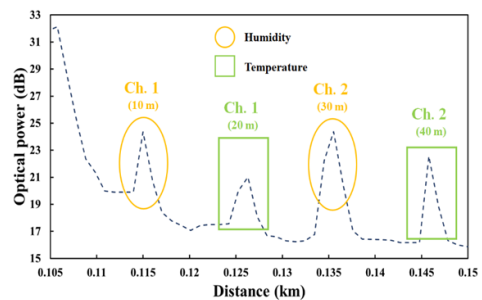 33
31
29
27
25
23
21
19
17
15
Optical power (dB)
Humidity
Temperature
Ch. 1
(10 m)
Ch. 1
(20 m)
Ch. 2
(30 m)
Ch. 2
(40 m)
0.105 0.11 0.115 0.12 0.125 0.13 0.135 0.14 0.145 0.15
Distance (km)